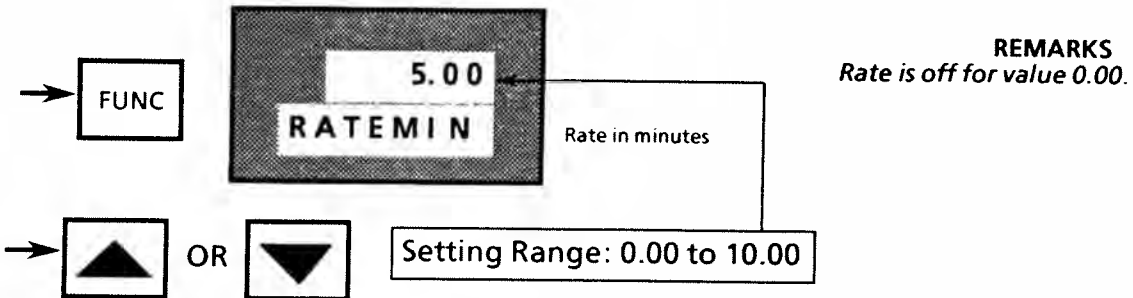 REMARKS
Rate is off for value 0.00.
FUNC
5.00
RATEMIN
Rate in minutes
OR
Setting Range: 0.00 to 10.00